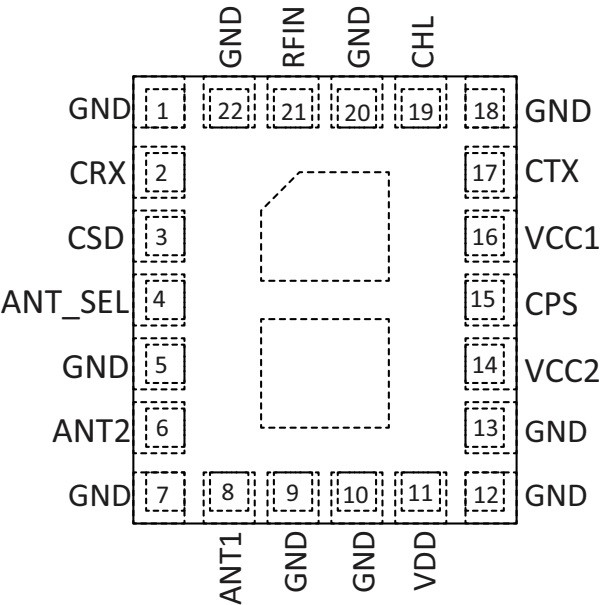 GND RFIN GND CHL
GND 1 22 21 20 19 18 GND
CRX 2 17 CTX
CSD 3 16 VCC1
ANT_SEL 4 15 CPS
GND 5 14 VCC2
ANT2 6 13 GND
GND 7 8 9 10 11 12 GND
ANT1 GND GND VDD